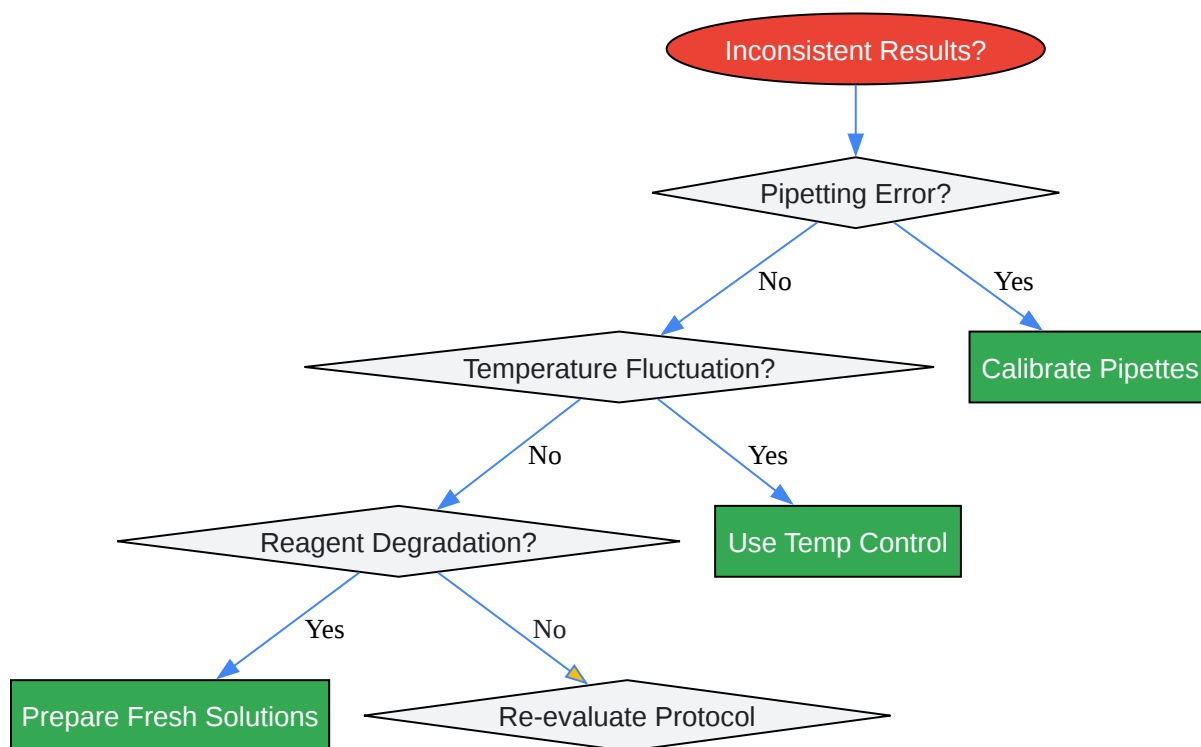 Inconsistent Results?
Pipetting Error?
No
Yes
Temperature Fluctuation?
Calibrate Pipettes
No
Yes
Reagent Degradation?
Use Temp Control
Yes
No
Prepare Fresh Solutions
Re-evaluate Protocol